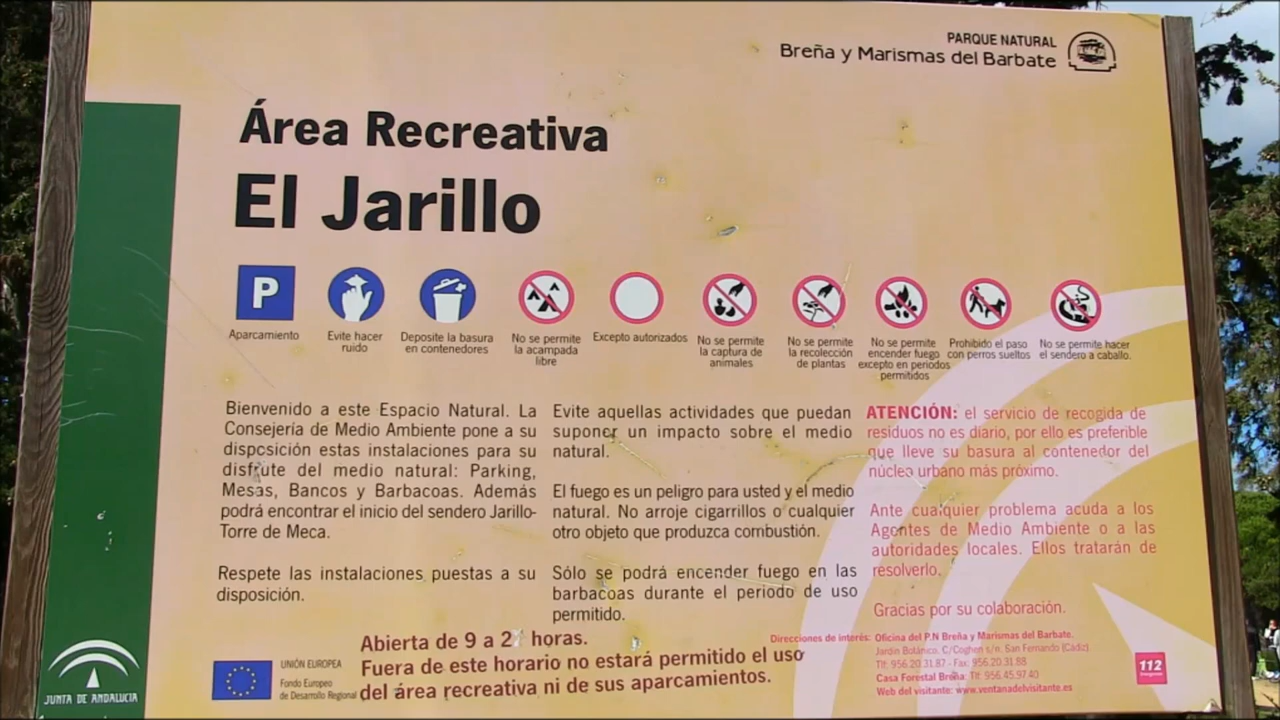 PARQUE NATURAL
Breña y Marismas del Barbate
Área Recreativa
El Jarillo
P
Aparcamiento
Evite hacer
ruido
Deposite la basura
en contenedores
No se permite
la acampada
libre
Excepto autorizados
No se permite
la captura de
animales
No se permite
la recolección
de plantas
No se permite
encender fuego
excepto en periodos
permitidos
Prohibido el paso
con perros sueltos
No se permite hacer
el sendero a caballo.
Bienvenido a este Espacio Natural. La
Consejería de Medio Ambiente pone a su
disposición estas instalaciones para su
disfrute del medio natural: Parking,
Mesas, Bancos y Barbacoas. Además
podrá encontrar el inicio del sendero Jarillo-
Torre de Meca.
Respete las instalaciones puestas a su
disposición.
Evite aquellas actividades que puedan
suponer un impacto sobre el medio
natural.
El fuego es un peligro para usted y el medio
natural. No arroje cigarrillos o cualquier
otro objeto que produzca combustión.
Sólo se podrá encender fuego en las
barbacoas durante el periodo de uso
permitido.
ATENCIÓN: el servicio de recogida de
residuos no es diario, por ello es preferible
que lleve su basura al contenedor del
núcleo urbano más próximo.
Ante cualquier problema acuda a los
Agentes de Medio Ambiente o a las
autoridades locales. Ellos tratarán de
resolverlo.
Gracias por su colaboración.
Abierta de 9 a horas.
Fuera de este horario no estará permitido el uso
del área recreativa ni de sus aparcamientos.
Direcciones de interés: Oficina del P.N Breña y Marismas del Barbate.
Jardín Botánico. C/Coghen s/n. San Fernando (Cádiz).
Tlf: 956.20.31.87 - Fax: 956.20.31.88
Casa Forestal Breña: Tlf: 956.45.97.40
Web del visitante: www.ventanadelvisitante.es
112
UNIÓN EUROPEA
Fondo Europeo
de Desarrollo Regional
JUNTA DE ANDALUCIA